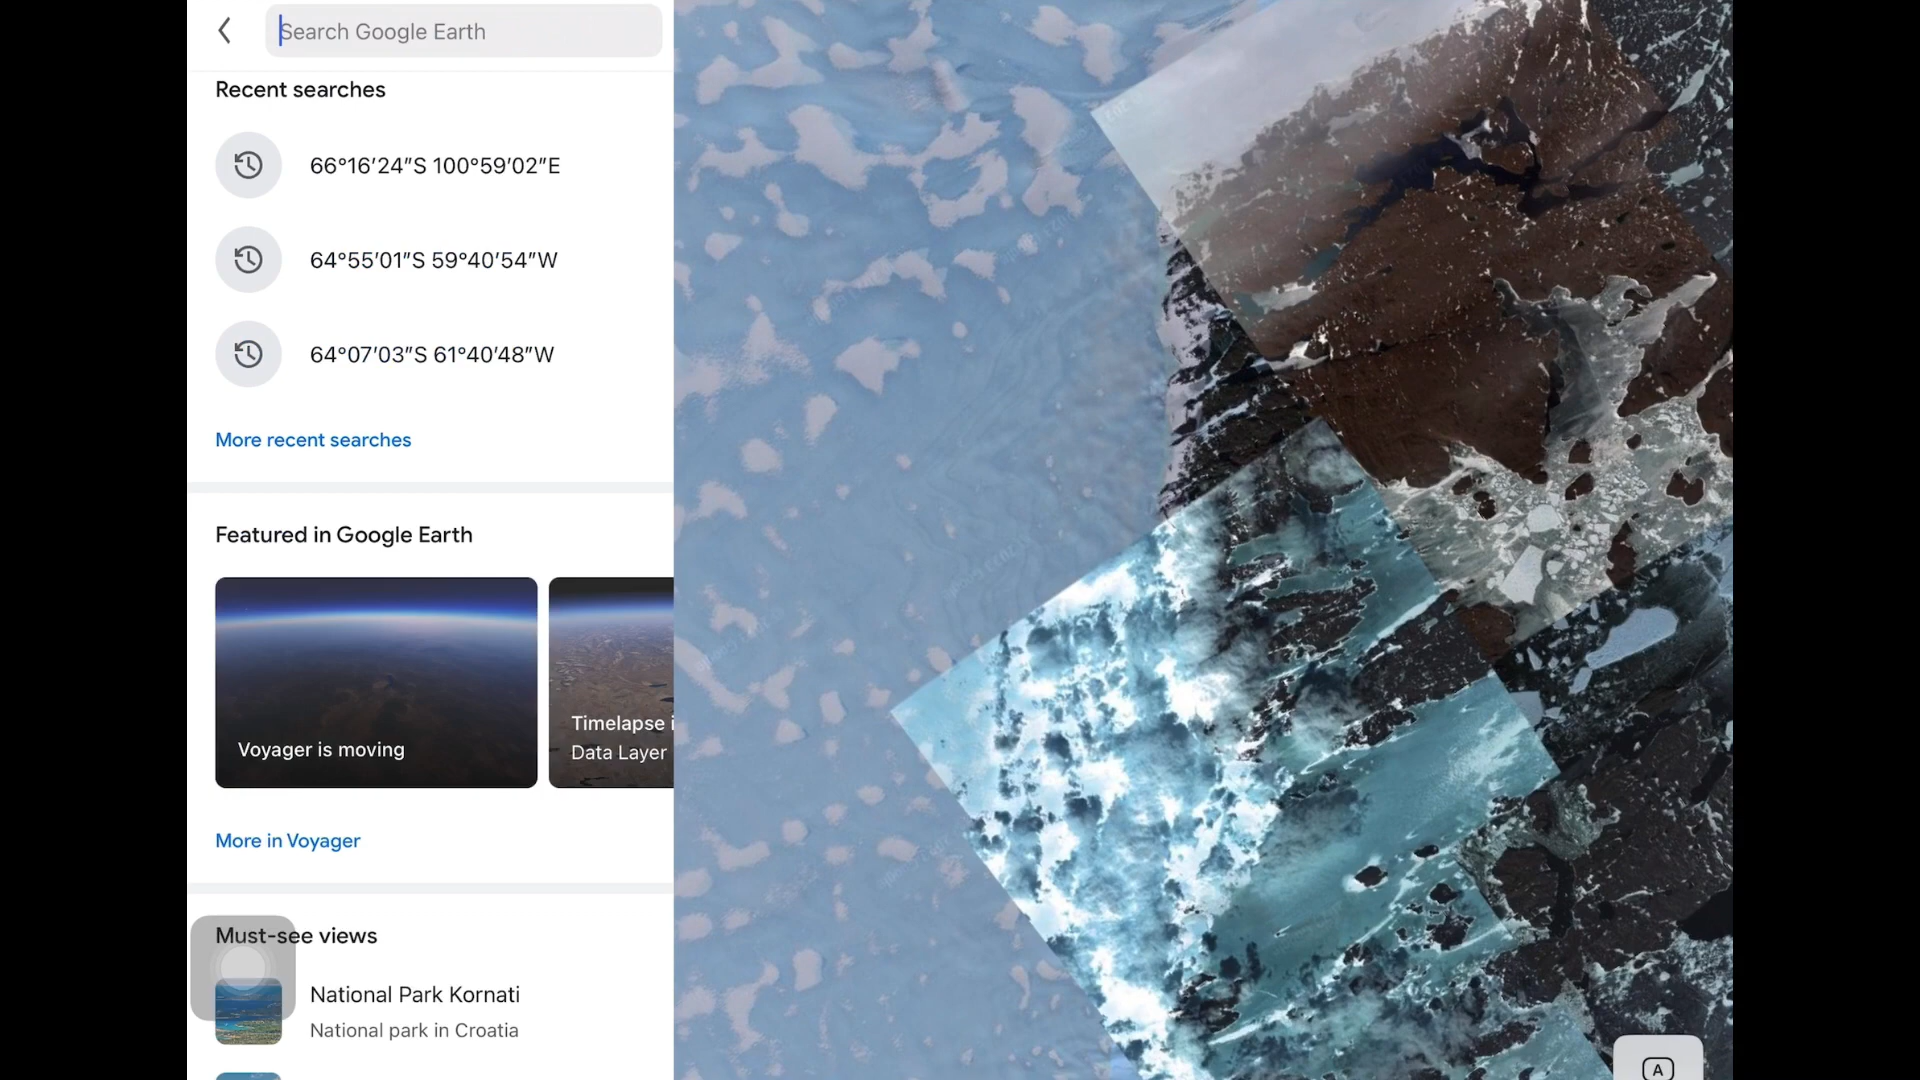 Search Google Earth
Recent searches
66°16′24″S 100°59′02″E
64°55′01″S 59°40′54″W
64°07′03″S 61°40′48″W
More recent searches
Featured in Google Earth
Voyager is moving
Timelapse i
Data Layer
More in Voyager
Must-see views
National Park Kornati
National park in Croatia
A